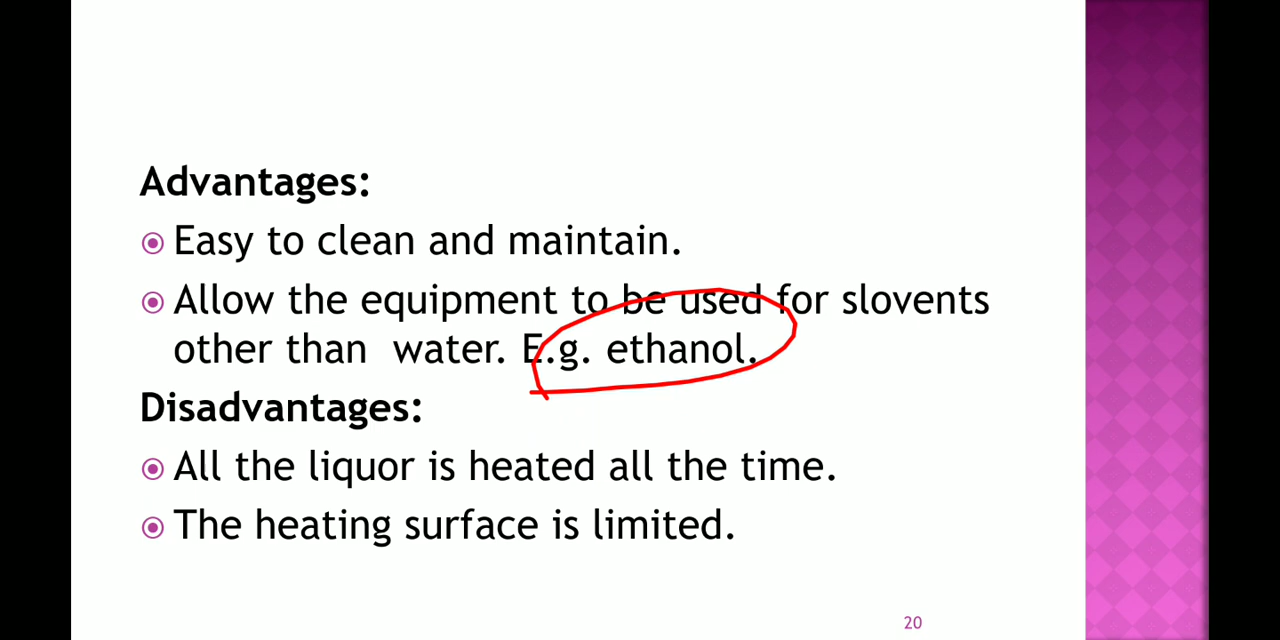 Advantages:
Easy to clean and maintain.
Allow the equipment to be used for slovents
other than  water. E.g. ethanol.
Disadvantages:
All the liquor is heated all the time.
The heating surface is limited.
20